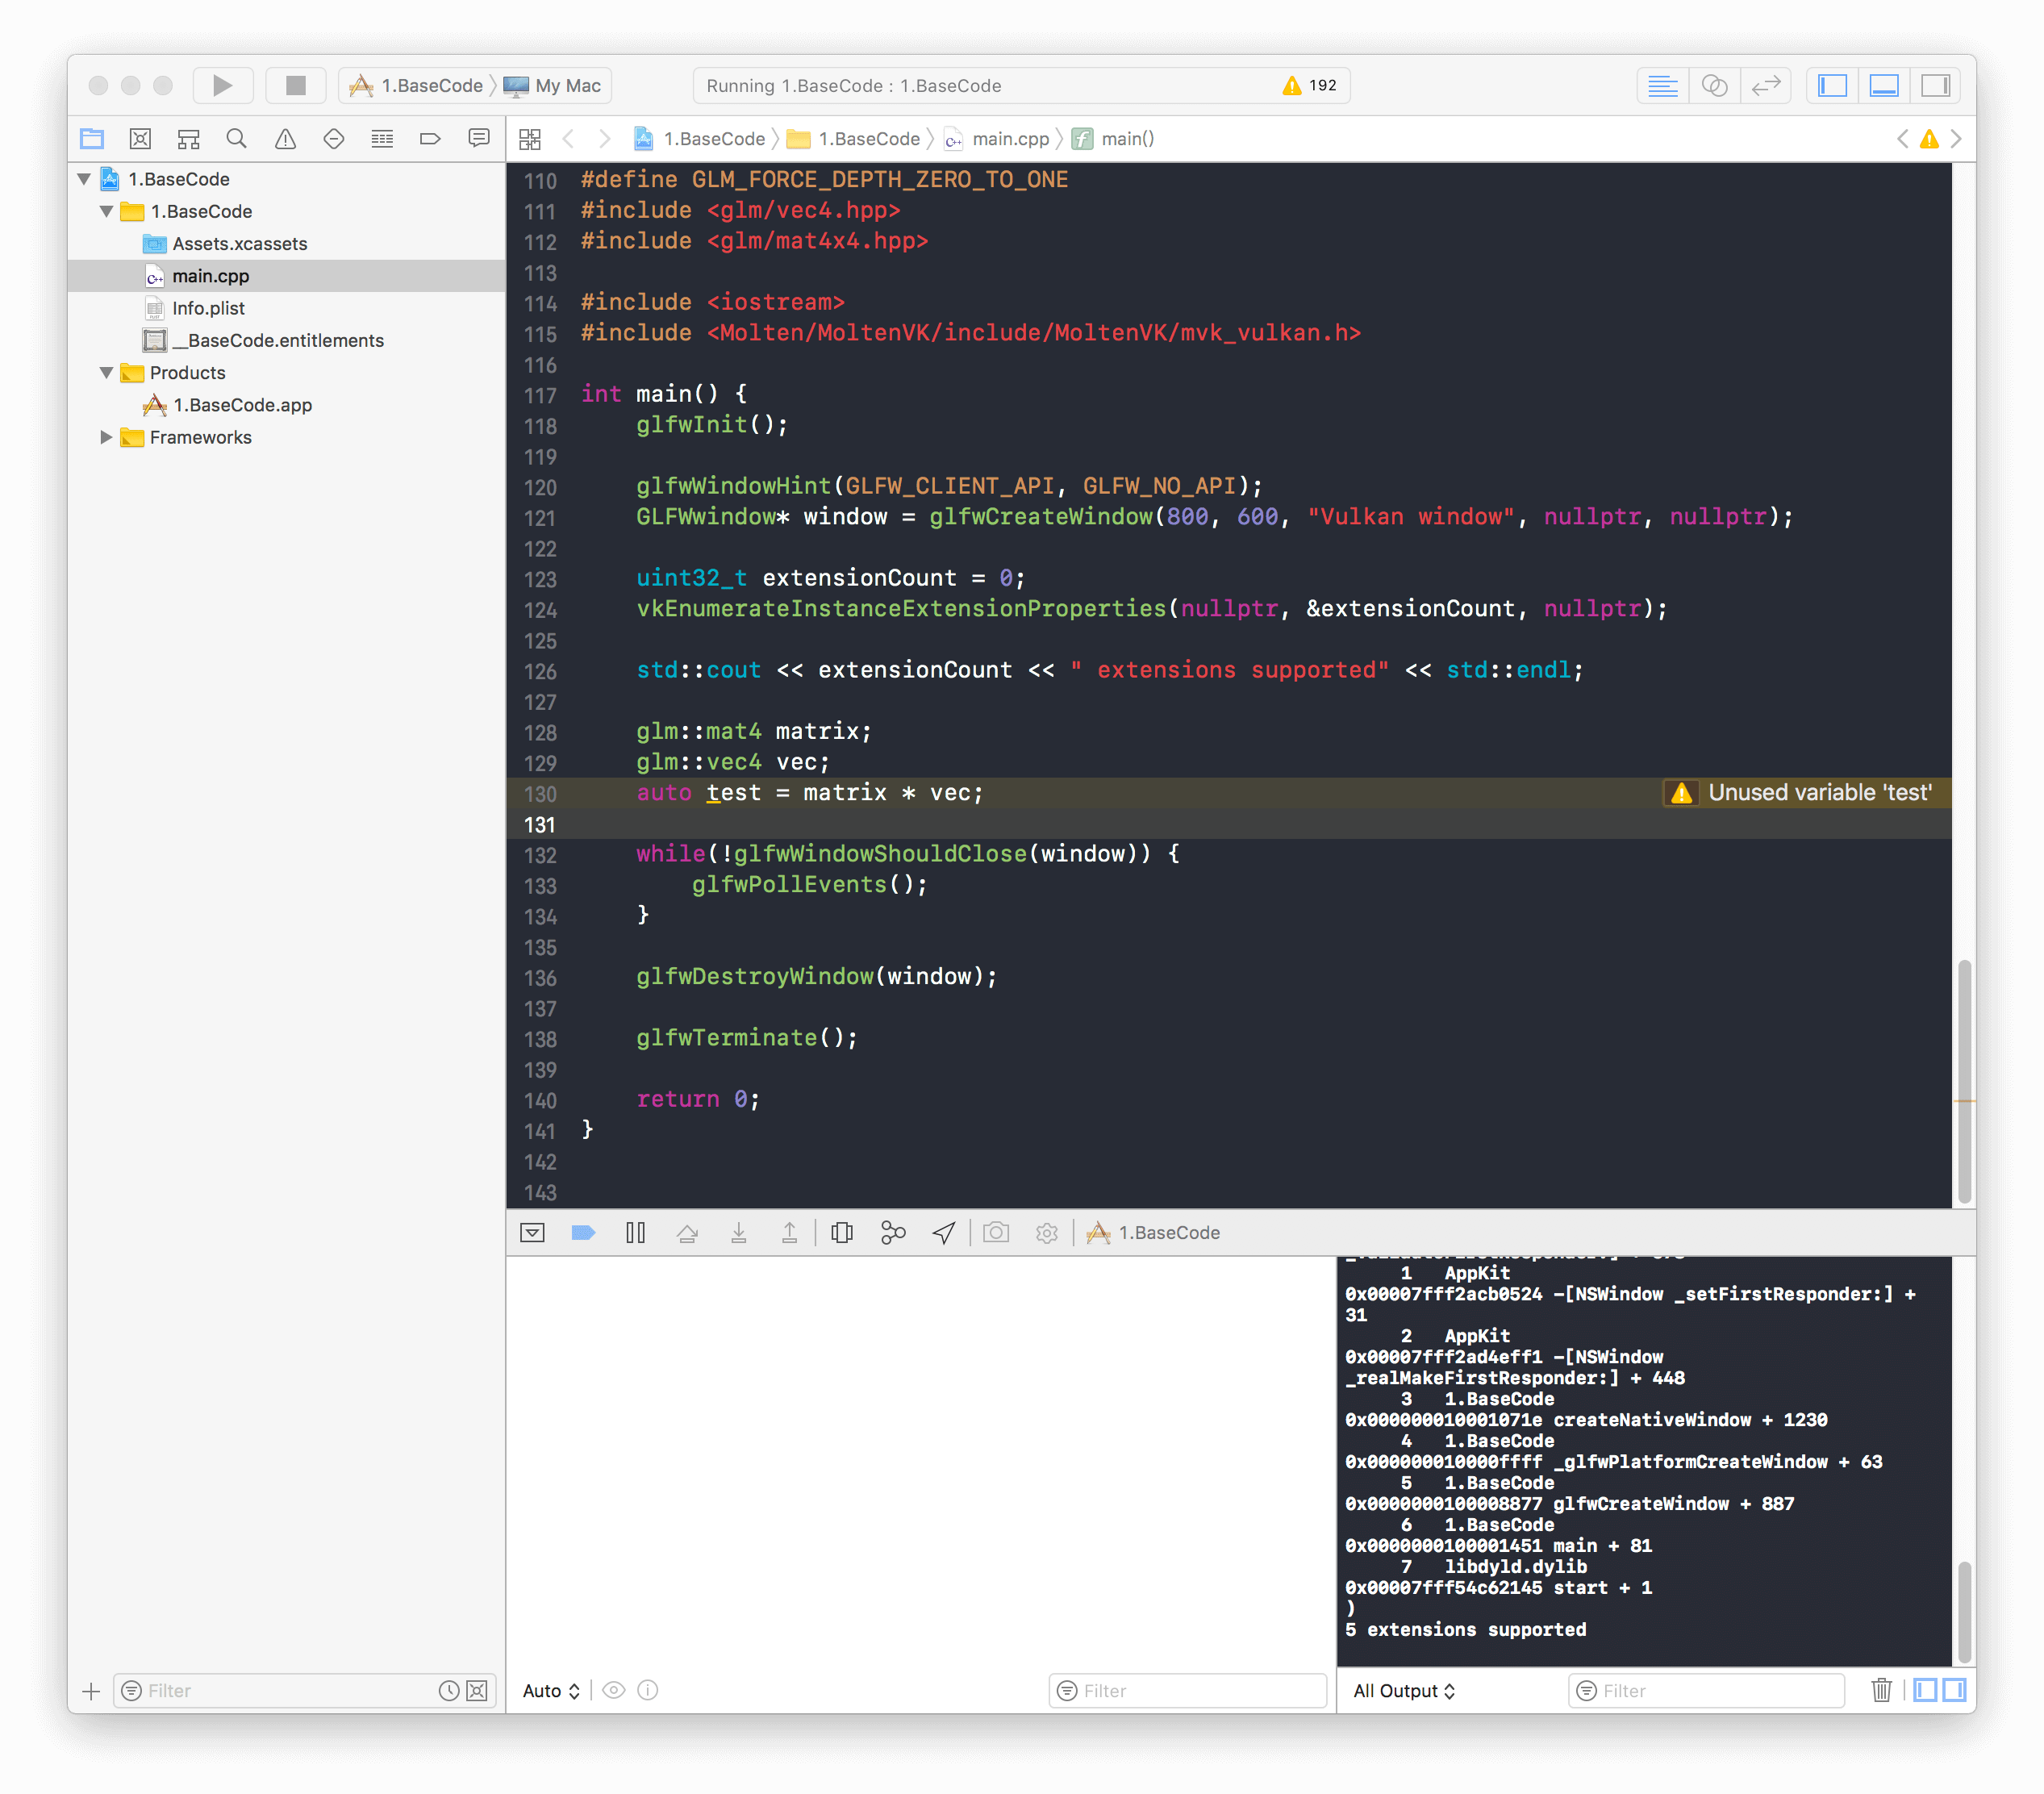 1.BaseCode My Mac
Running 1.BaseCode : 1.BaseCode
192
1.BaseCode 1.BaseCode main.cpp main()
1.BaseCode
1.BaseCode
Assets.xcassets
main.cpp
Info.plist
__BaseCode.entitlements
Products
1.BaseCode.app
Frameworks
Filter
110 #define GLM_FORCE_DEPTH_ZERO_TO_ONE
111 #include <glm/vec4.hpp>
112 #include <glm/mat4x4.hpp>
113
114 #include <iostream>
115 #include <Molten/MoltenVK/include/MoltenVK/mvk_vulkan.h>
116
117 int main() {
118 glfwInit();
119
120 glfwWindowHint(GLFW_CLIENT_API, GLFW_NO_API);
121 GLFWwindow* window = glfwCreateWindow(800, 600, "Vulkan window", nullptr, nullptr);
122
123 uint32_t extensionCount = 0;
124 vkEnumerateInstanceExtensionProperties(nullptr, &extensionCount, nullptr);
125
126 std::cout << extensionCount << " extensions supported" << std::endl;
127
128 glm::mat4 matrix;
129 glm::vec4 vec;
130 auto test = matrix * vec; Unused variable 'test'
131
132 while(!glfwWindowShouldClose(window)) {
133 glfwPollEvents();
134 }
135
136 glfwDestroyWindow(window);
137
138 glfwTerminate();
139
140 return 0;
141 }
142
143
1.BaseCode
1 AppKit
0x00007fff2acb0524 -[NSWindow _setFirstResponder:] +
31
2 AppKit
0x00007fff2ad4eff1 -[NSWindow
_realMakeFirstResponder:] + 448
3 1.BaseCode
0x000000010001071e createNativeWindow + 1230
4 1.BaseCode
0x000000010000ffff _glfwPlatformCreateWindow + 63
5 1.BaseCode
0x0000000100008877 glfwCreateWindow + 887
6 1.BaseCode
0x0000000100001451 main + 81
7 libdyld.dylib
0x00007fff54c62145 start + 1
)
5 extensions supported
Auto
Filter
All Output
Filter